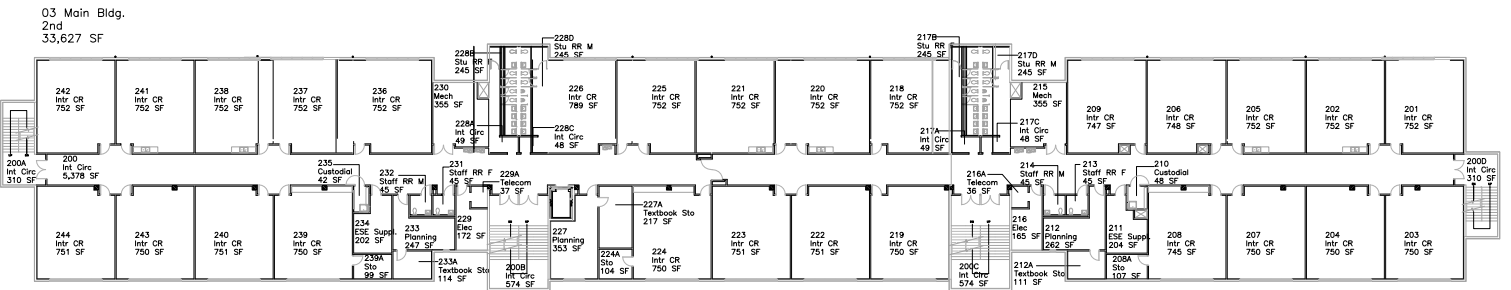 03 Main Bldg.
2nd
33,627 SF
242
Intr CR
752 SF
241
Intr CR
752 SF
238
Intr CR
752 SF
237
Intr CR
752 SF
236
Intr CR
752 SF
230
Mech
355 SF
228B
Stu RR F
245 SF
228D
Stu RR M
245 SF
228A
Int Circ
49 SF
228C
Int Circ
48 SF
226
Intr CR
789 SF
225
Intr CR
752 SF
221
Intr CR
752 SF
220
Intr CR
752 SF
218
Intr CR
752 SF
217B
Stu RR F
245 SF
217D
Stu RR M
245 SF
217A
Int Circ
49 SF
217C
Int Circ
48 SF
215
Mech
355 SF
209
Intr CR
747 SF
206
Intr CR
748 SF
205
Intr CR
752 SF
202
Intr CR
752 SF
201
Intr CR
752 SF
200A
Int Circ
310 SF
200
Int Circ
5,378 SF
235
Custodial
42 SF
232
Staff RR M
45 SF
231
Staff RR F
45 SF
229A
Telecom
37 SF
216A
Telecom
36 SF
214
Staff RR M
45 SF
213
Staff RR F
45 SF
210
Custodial
48 SF
200D
Int Circ
310 SF
244
Intr CR
751 SF
243
Intr CR
750 SF
240
Intr CR
751 SF
239
Intr CR
750 SF
234
ESE Suppl.
202 SF
239A
Sto
99 SF
233
Planning
247 SF
233A
Textbook Sto
114 SF
229
Elec
172 SF
200B
Int Circ
574 SF
227
Planning
353 SF
227A
Textbook Sto
217 SF
224A
Sto
104 SF
224
Intr CR
750 SF
223
Intr CR
751 SF
222
Intr CR
751 SF
219
Intr CR
750 SF
200C
Int Circ
574 SF
216
Elec
165 SF
212
Planning
262 SF
212A
Textbook Sto
111 SF
211
ESE Suppl.
204 SF
208A
Sto
107 SF
208
Intr CR
745 SF
207
Intr CR
750 SF
204
Intr CR
750 SF
203
Intr CR
750 SF